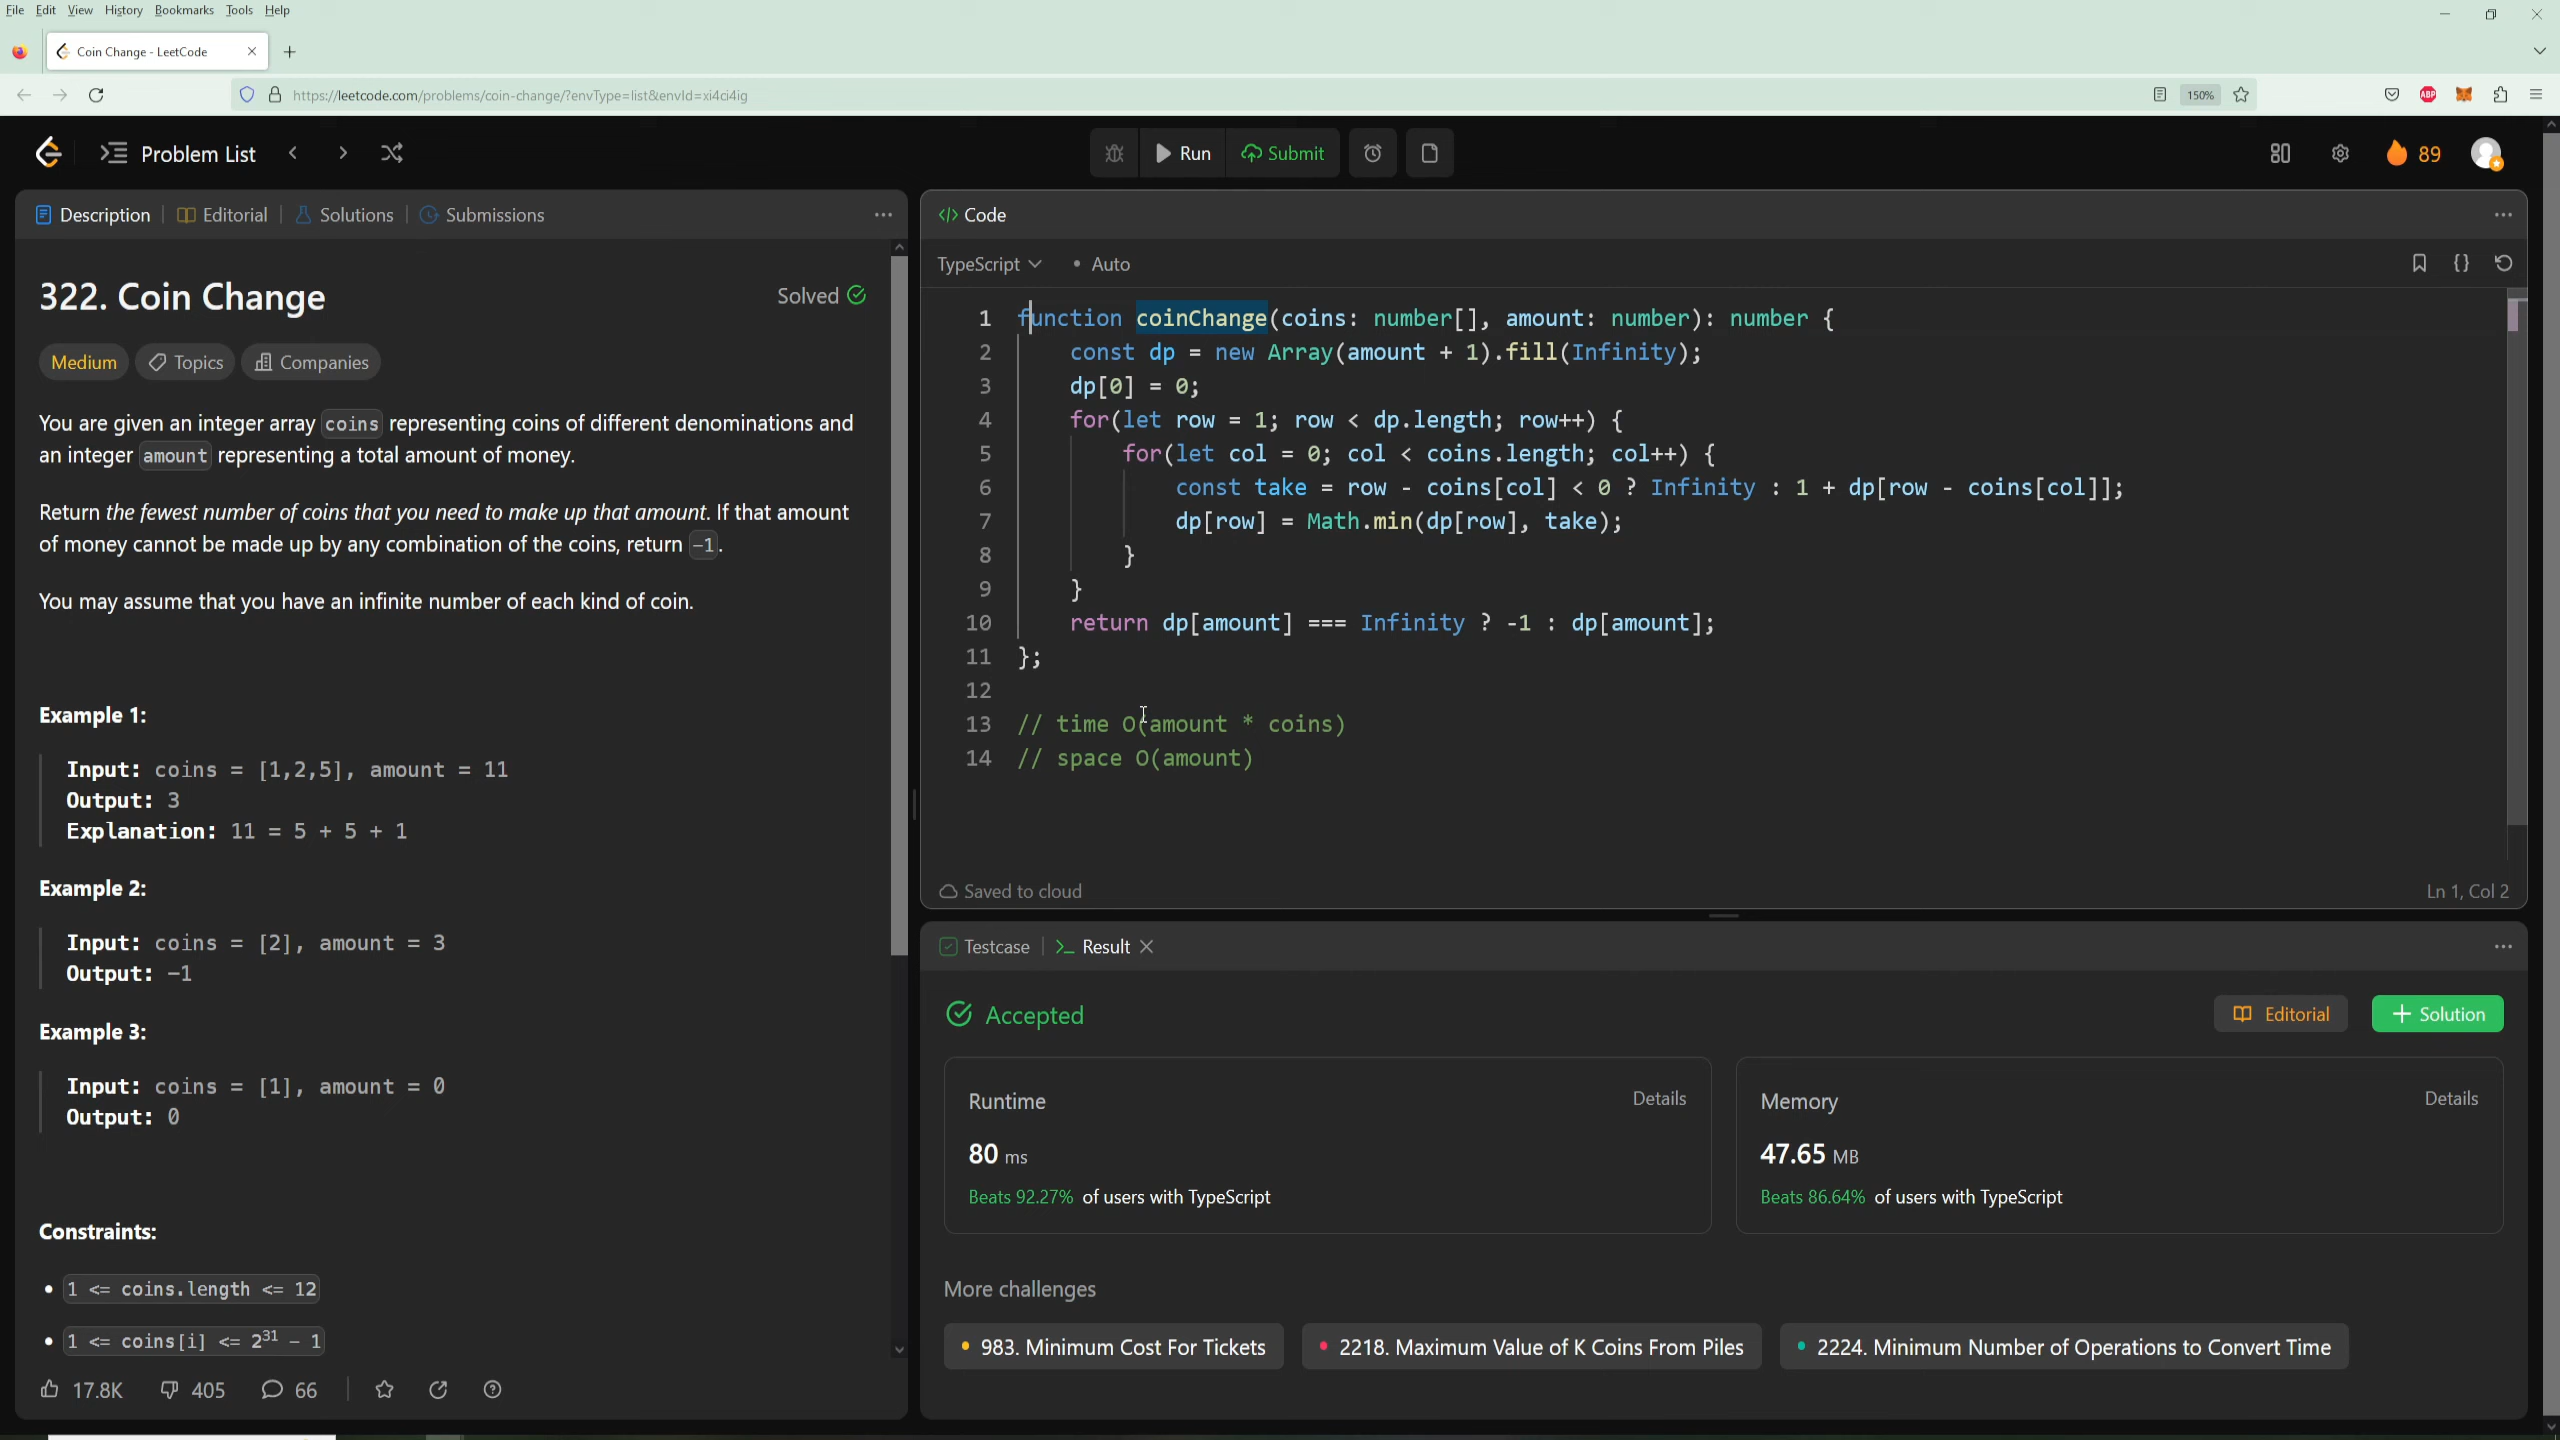 File Edit View History Bookmarks Tools Help
Coin Change - LeetCode
https://leetcode.com/problems/coin-change/?envType=list&envId=xi4ci4ig
150%
ABP
Problem List
Run
Submit
89
Description
Editorial
Solutions
Submissions
322. Coin Change
Solved
Medium
Topics
Companies
You are given an integer array coins representing coins of different denominations and
an integer amount representing a total amount of money.
Return the fewest number of coins that you need to make up that amount. If that amount
of money cannot be made up by any combination of the coins, return -1.
You may assume that you have an infinite number of each kind of coin.
Example 1:
Input: coins = [1,2,5], amount = 11
Output: 3
Explanation: 11 = 5 + 5 + 1
Example 2:
Input: coins = [2], amount = 3
Output: -1
Example 3:
Input: coins = [1], amount = 0
Output: 0
Constraints:
• 1 <= coins.length <= 12
• 1 <= coins[i] <= 2^31 - 1
17.8K
405
66
</> Code
TypeScript
• Auto
1 function coinChange(coins: number[], amount: number): number {
2     const dp = new Array(amount + 1).fill(Infinity);
3     dp[0] = 0;
4     for(let row = 1; row < dp.length; row++) {
5         for(let col = 0; col < coins.length; col++) {
6             const take = row - coins[col] < 0 ? Infinity : 1 + dp[row - coins[col]];
7             dp[row] = Math.min(dp[row], take);
8         }
9     }
10     return dp[amount] === Infinity ? -1 : dp[amount];
11 };
12
13 // time O(amount * coins)
14 // space O(amount)
Saved to cloud
Ln 1, Col 2
Testcase
>_ Result
Accepted
Editorial
+ Solution
Runtime
Details
80 ms
Beats 92.27% of users with TypeScript
Memory
Details
47.65 MB
Beats 86.64% of users with TypeScript
More challenges
• 983. Minimum Cost For Tickets
• 2218. Maximum Value of K Coins From Piles
• 2224. Minimum Number of Operations to Convert Time